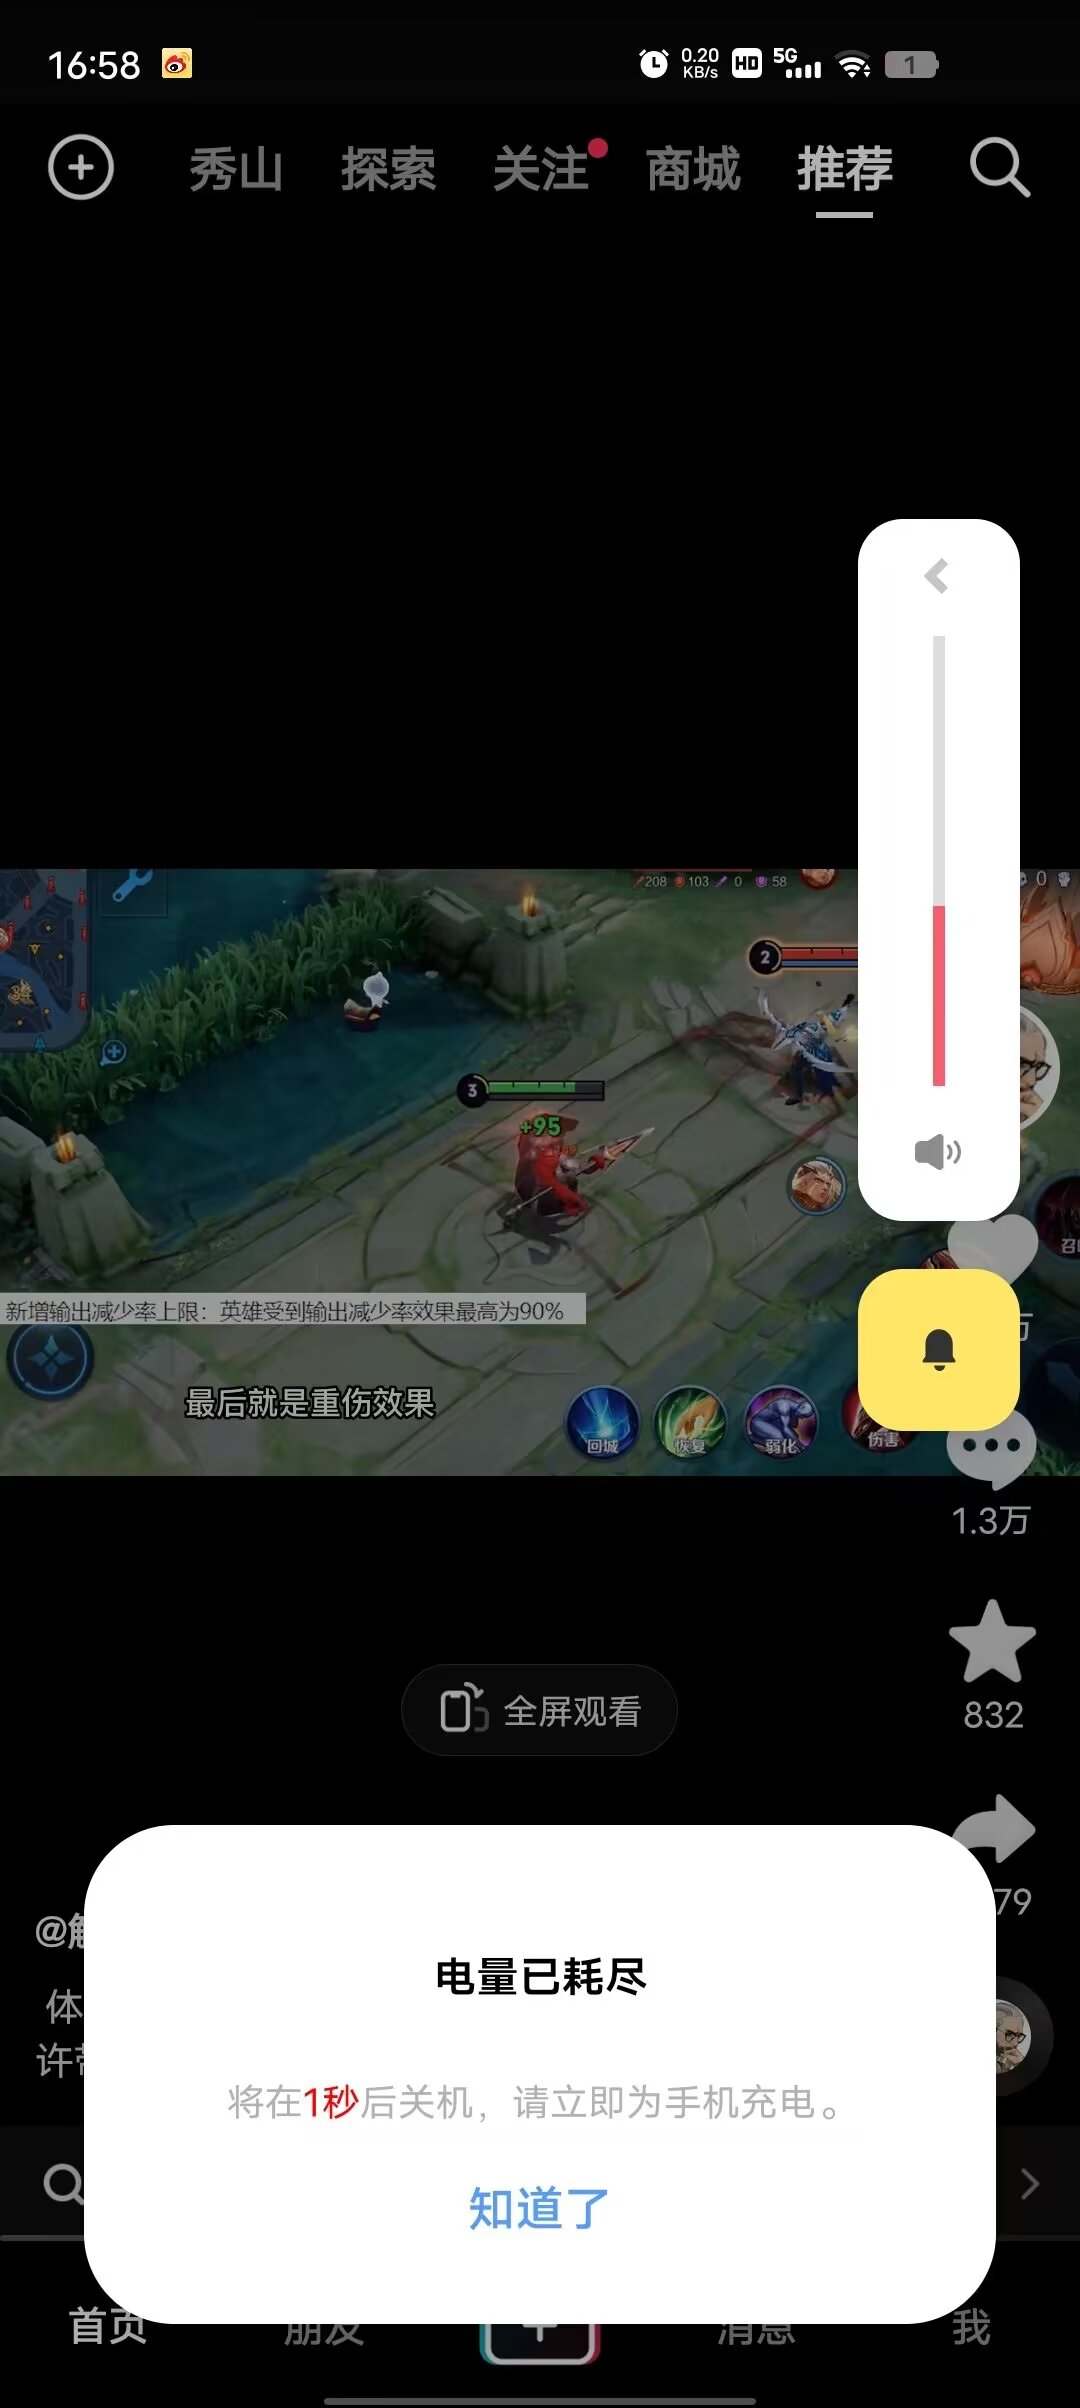 16:58
0.20 KB/s HD 5G 1
秀山 探索 关注 商城 推荐
208 103 0 58
0
2
3
+95
新增输出减少率上限：英雄受到输出减少率效果最高为90%
最后就是重伤效果
回城 恢复 弱化 伤害
万
1.3万
832
全屏观看
79
@
体
许
电量已耗尽
将在1秒后关机，请立即为手机充电。
知道了
首页 朋友 消息 我